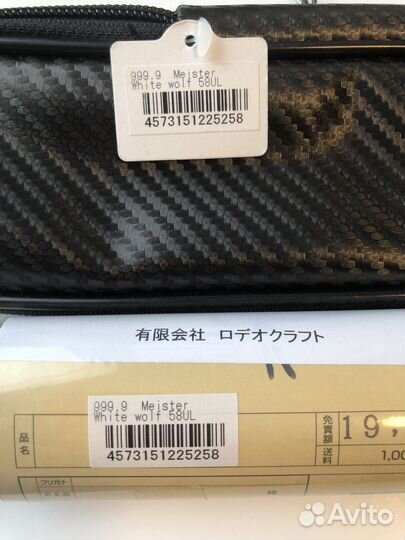 999.9 Meister
White wolf 58UL
4573151225258
有限会社 ロデオクラフト
999.9 Meister
White wolf 58UL
4573151225258
品名
免責額
19,
送料
1,00
フリガナ
様
Avito